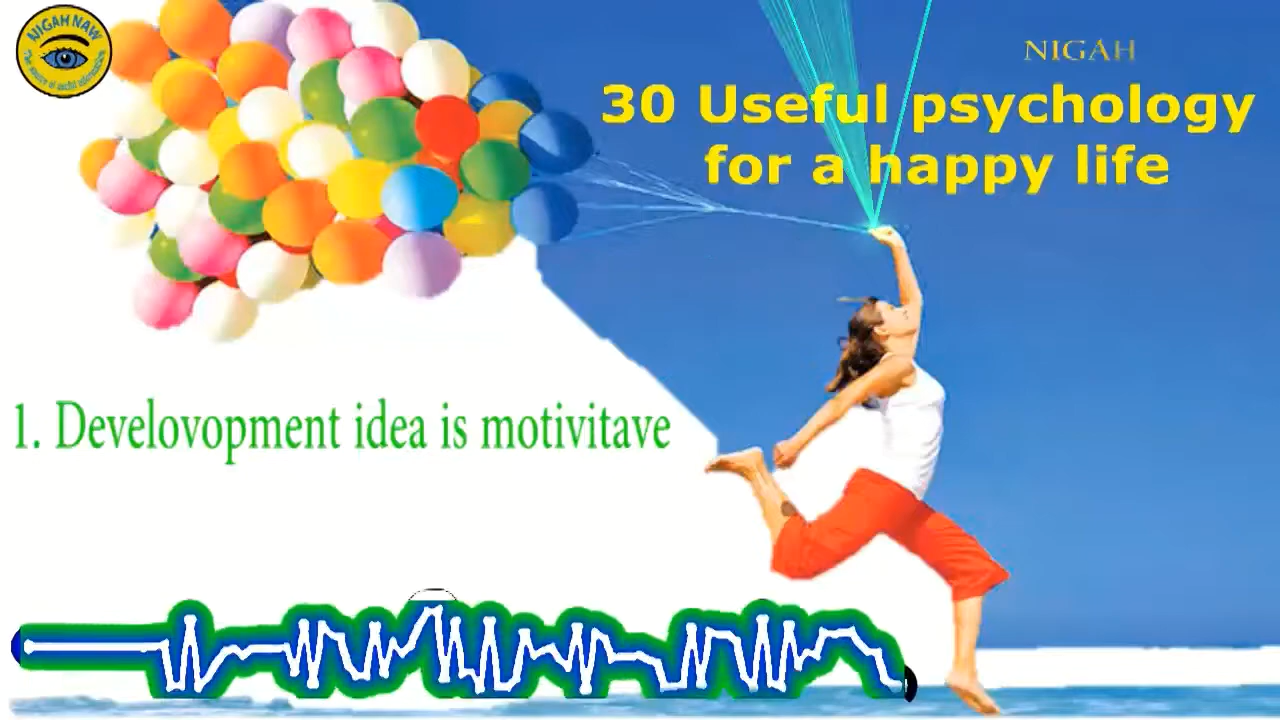 NIGAH NAW
NIGAH
30 Useful psychology
for a happy life
1. Develovopment idea is motivitave